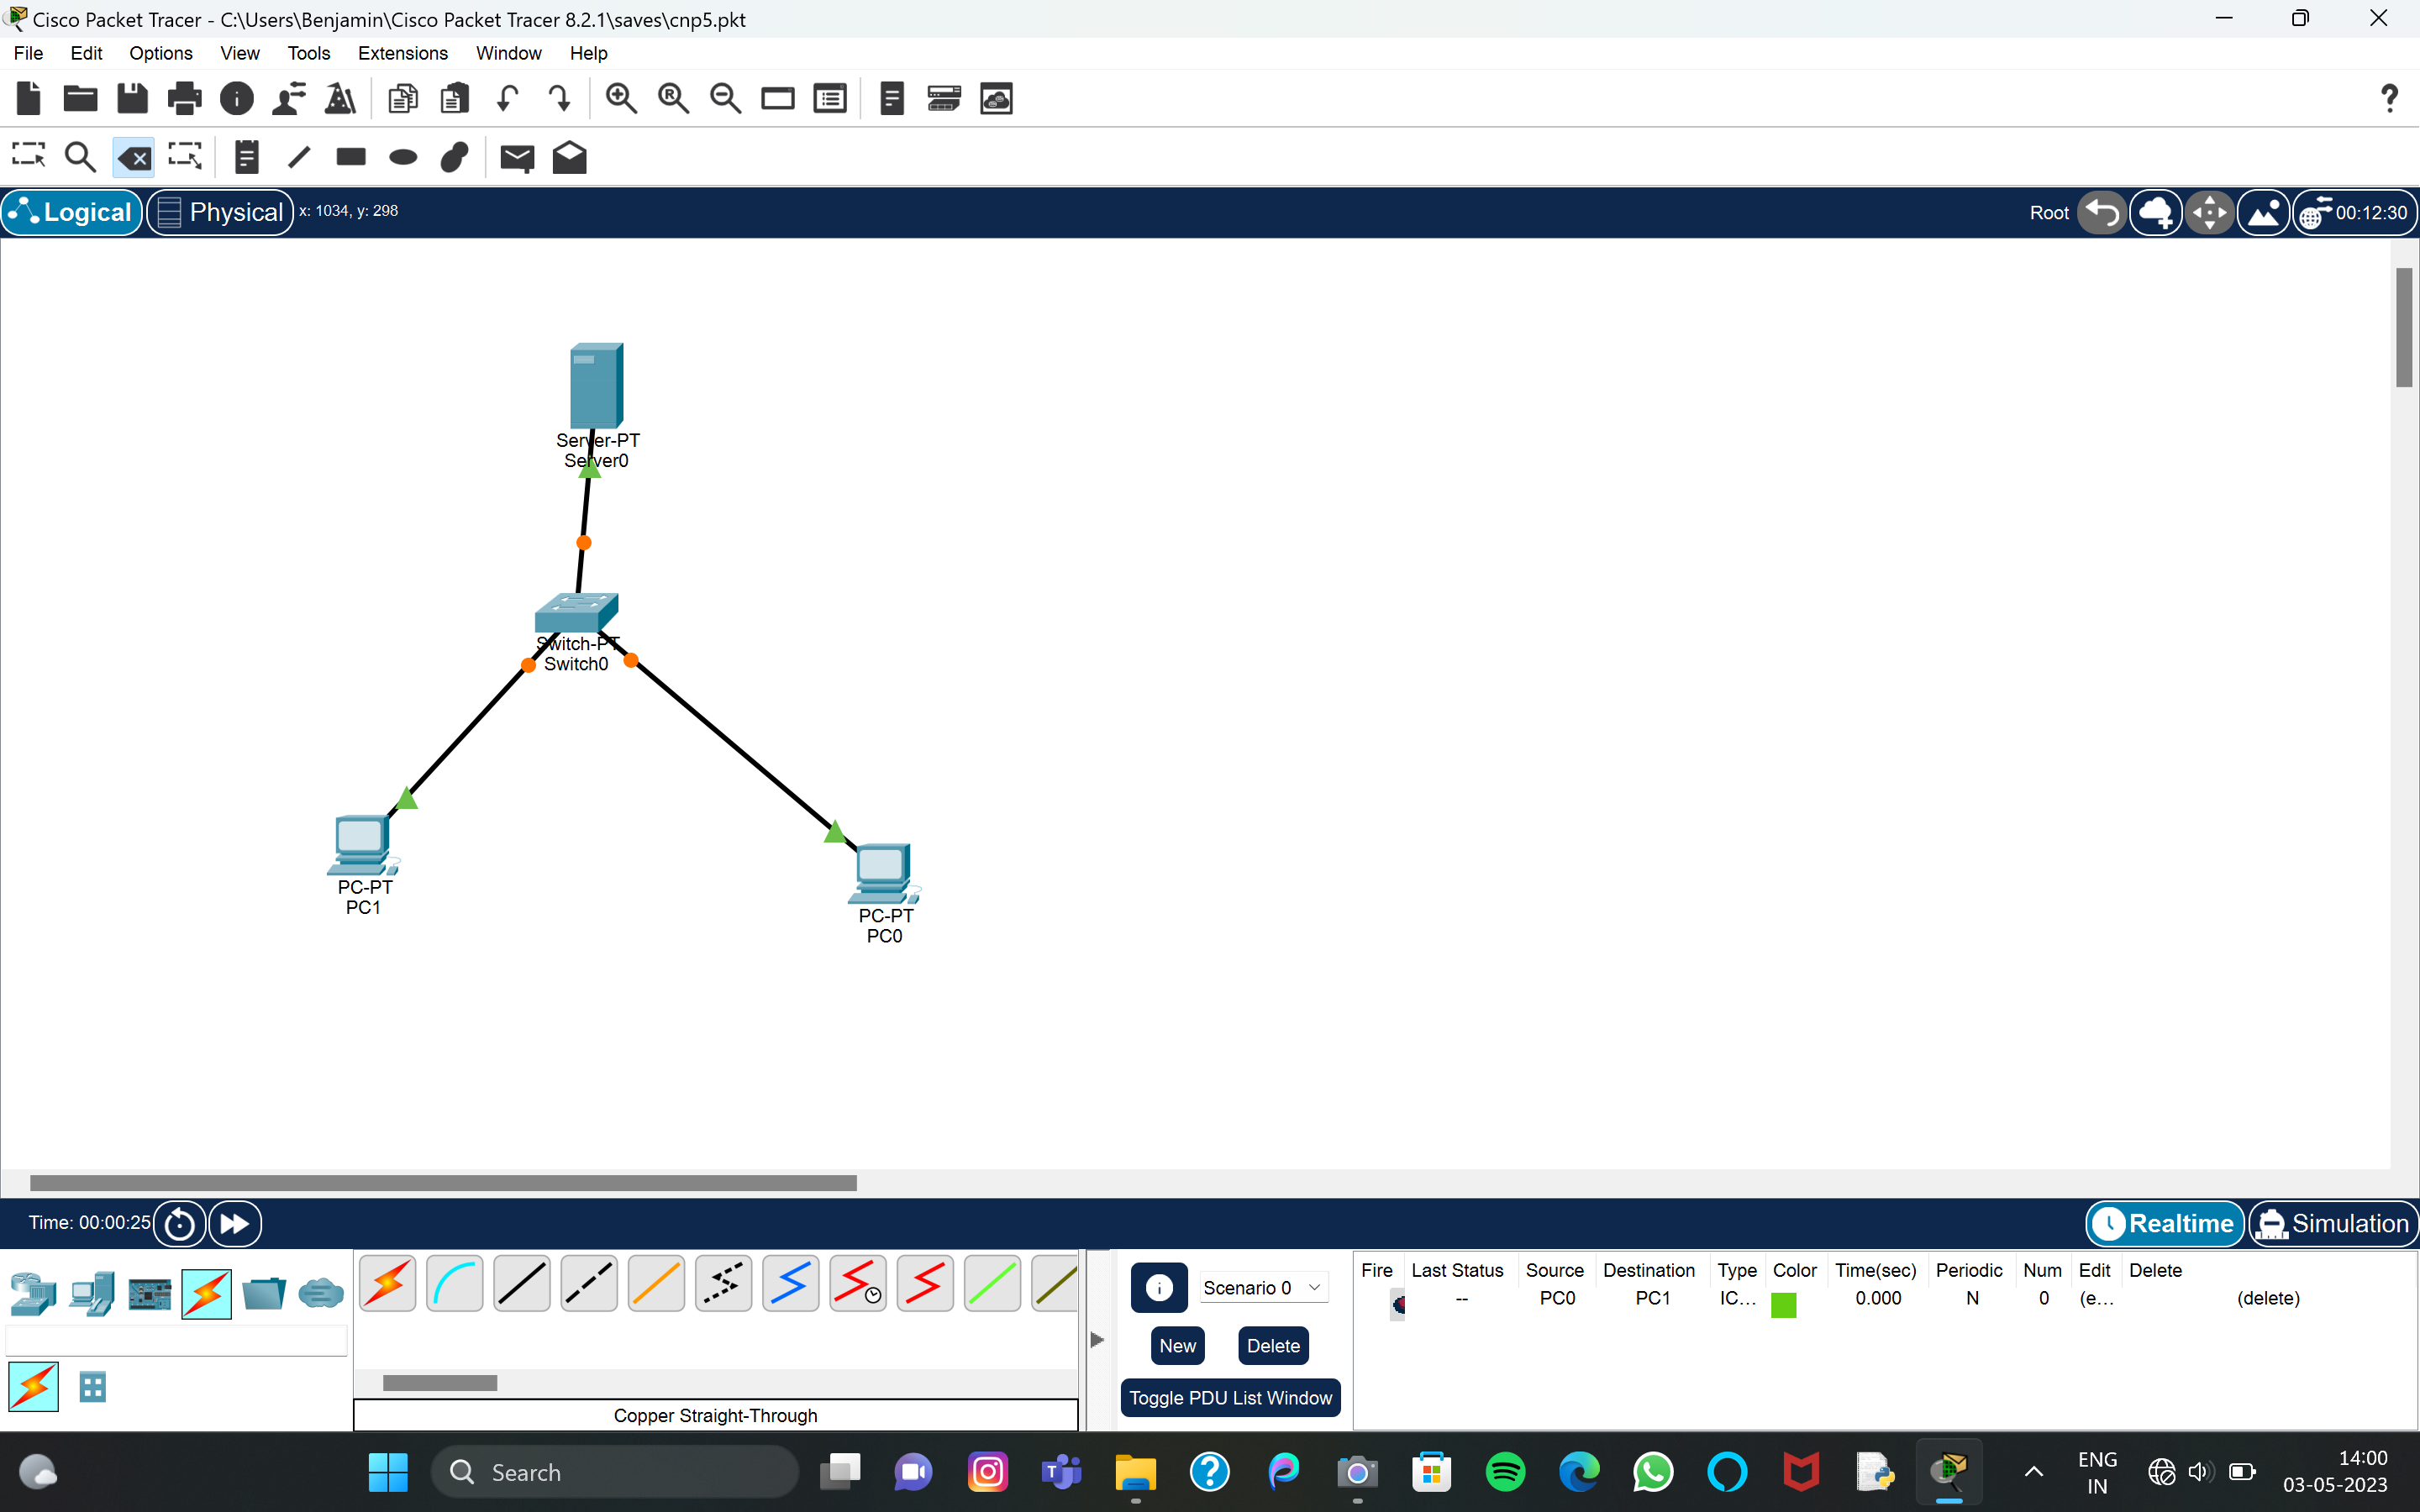 Cisco Packet Tracer - C:\Users\Benjamin\Cisco Packet Tracer 8.2.1\saves\cnp5.pkt
File Edit Options View Tools Extensions Window Help
Logical Physical x: 1034, y: 298 Root 00:12:30
Server-PT
Server0
Switch-PT
Switch0
PC-PT
PC1
PC-PT
PC0
Time: 00:00:25 Realtime Simulation
Scenario 0
New Delete
Toggle PDU List Window
Fire Last Status Source Destination Type Color Time(sec) Periodic Num Edit Delete
-- PC0 PC1 IC... 0.000 N 0 (e... (delete)
Copper Straight-Through
Search
ENG
IN
14:00
03-05-2023